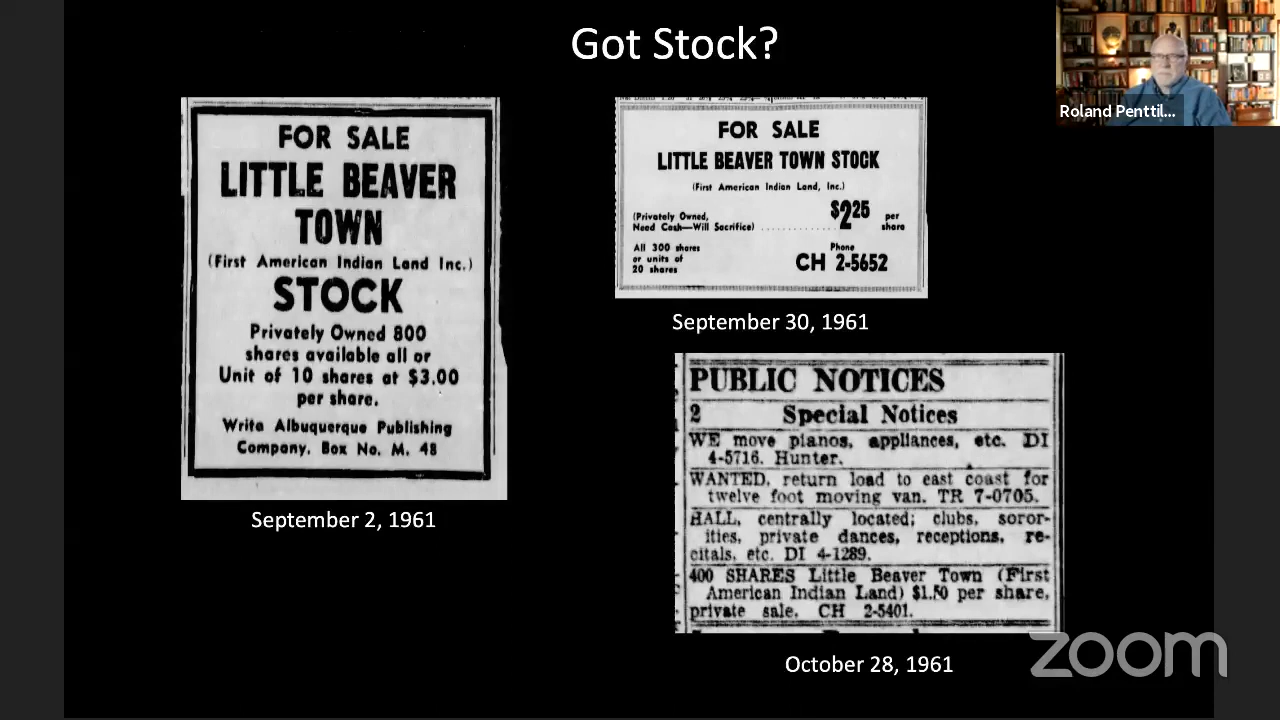 Got Stock?
Roland Penttil...
FOR SALE
LITTLE BEAVER
TOWN
(First American Indian Land Inc.)
STOCK
Privately Owned 800
shares available all or
Unit of 10 shares at $3.00
per share.
Write Albuquerque Publishing
Company, Box No. M. 48
September 2, 1961
FOR SALE
LITTLE BEAVER TOWN STOCK
(First American Indian Land, Inc.)
(Privately Owned,
Need Cash—Will Sacrifice) ............. $2.25 per share
All 300 shares
or units of
20 shares
Phone
CH 2-5652
September 30, 1961
PUBLIC NOTICES
2 Special Notices
WE move pianos, appliances, etc. DI
4-5716. Hunter.
WANTED, return load to east coast for
twelve foot moving van. TR 7-0705.
HALL, centrally located; clubs, soror-
ities, private dances, receptions, re-
citals, etc. DI 4-1289.
400 SHARES Little Beaver Town (First
American Indian Land) $1.50 per share,
private sale. CH 2-5401.
October 28, 1961
zoom